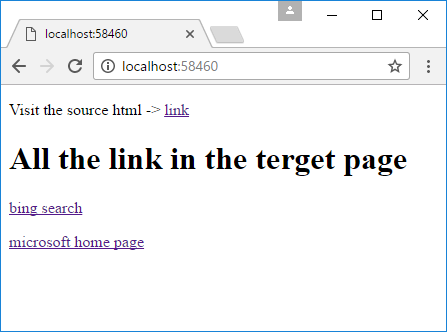 localhost:58460
localhost:58460
Visit the source html -> link
All the link in the terget page
bing search
microsoft home page